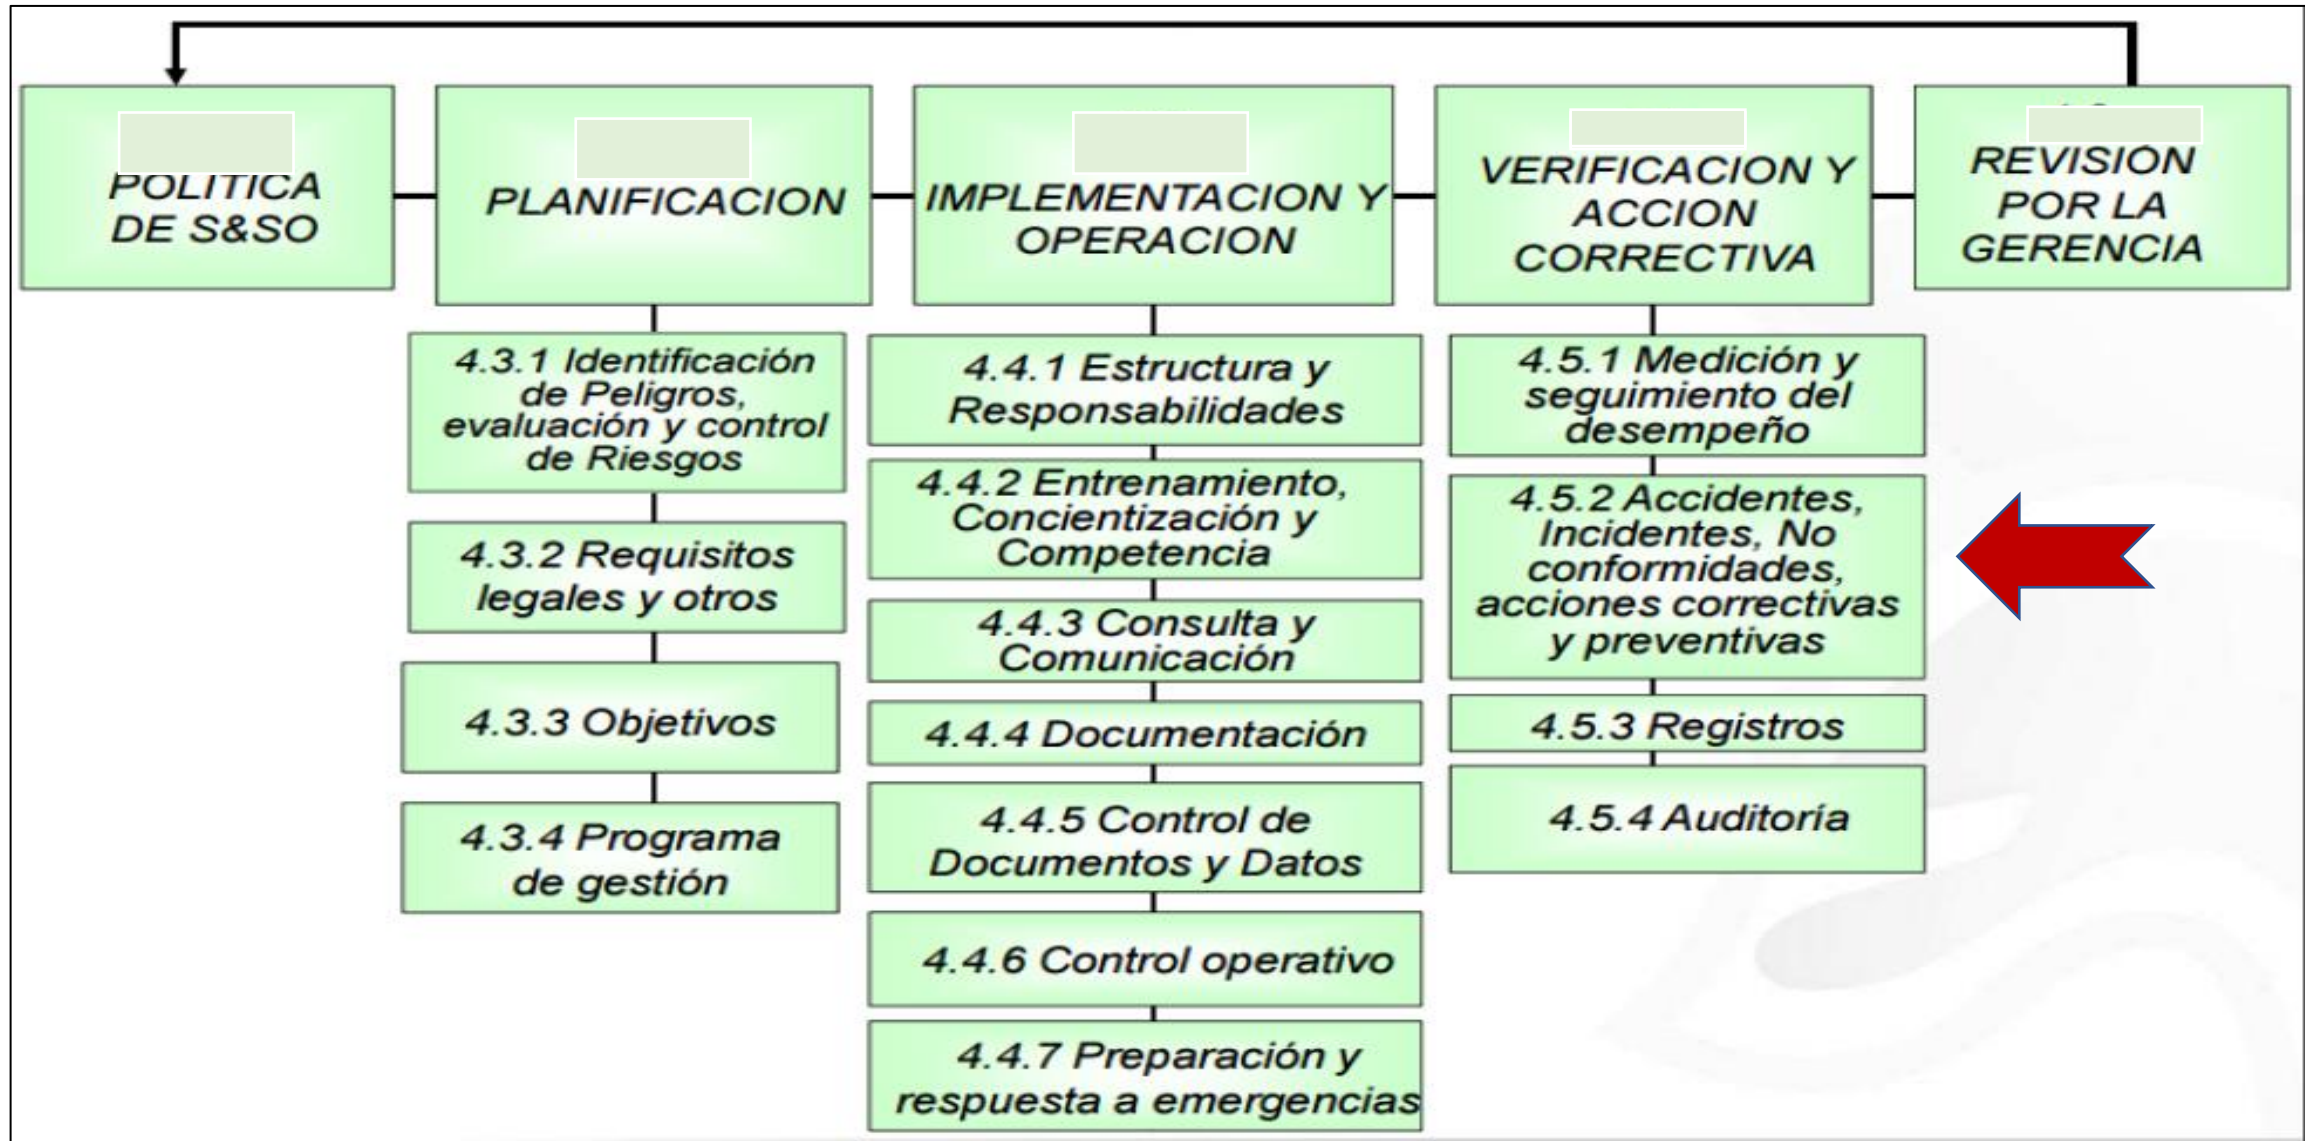 POLITICA
DE S&SO
PLANIFICACION
IMPLEMENTACION Y
OPERACION
VERIFICACION Y
ACCION
CORRECTIVA
REVISIÓN
POR LA
GERENCIA
4.3.1 Identificación
de Peligros,
evaluación y control
de Riesgos
4.3.2 Requisitos
legales y otros
4.3.3 Objetivos
4.3.4 Programa
de gestión
4.4.1 Estructura y
Responsabilidades
4.4.2 Entrenamiento,
Concientización y
Competencia
4.4.3 Consulta y
Comunicación
4.4.4 Documentación
4.4.5 Control de
Documentos y Datos
4.4.6 Control operativo
4.4.7 Preparación y
respuesta a emergencias
4.5.1 Medición y
seguimiento del
desempeño
4.5.2 Accidentes,
Incidentes, No
conformidades,
acciones correctivas
y preventivas
4.5.3 Registros
4.5.4 Auditoría